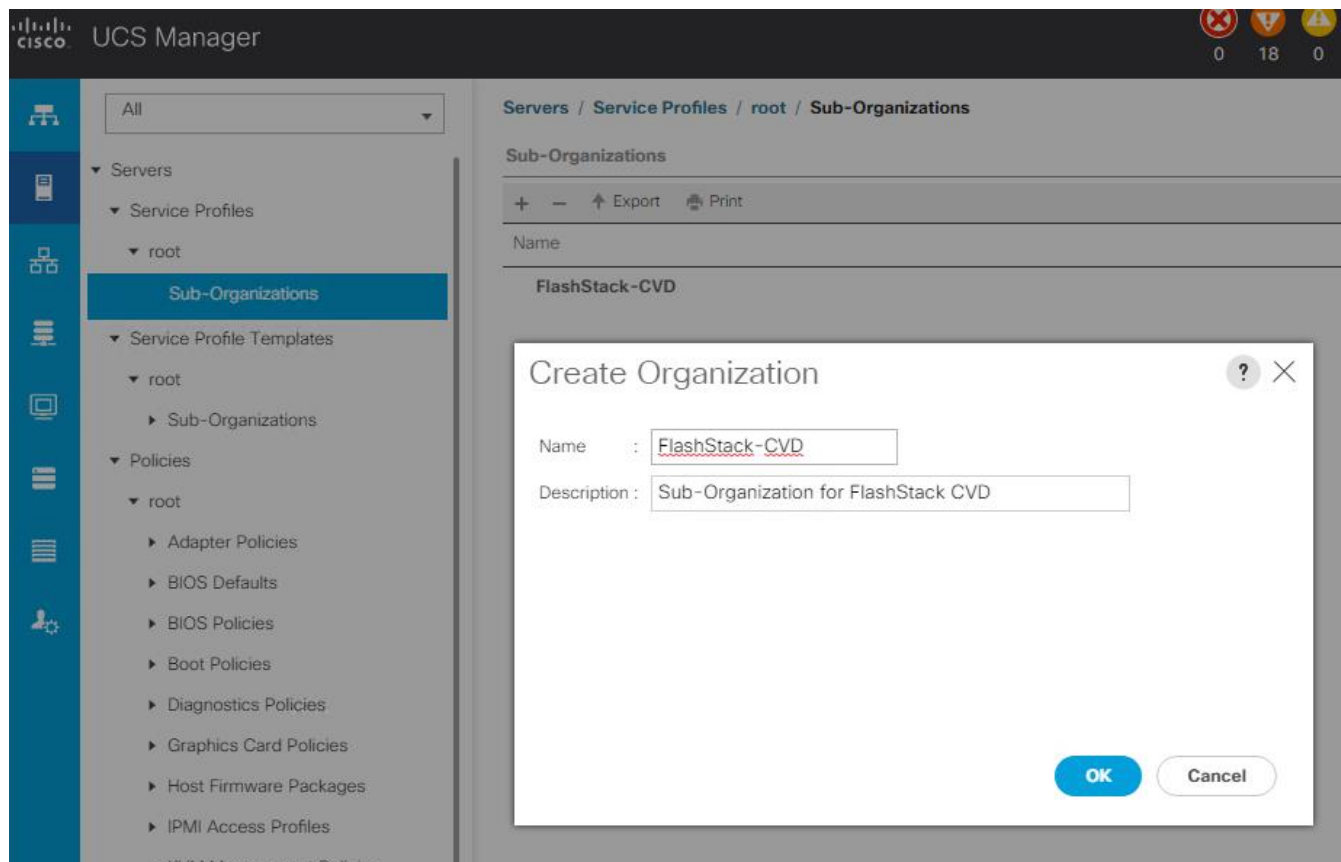 cisco. UCS Manager
0 18 0
All
Servers
Service Profiles
root
Sub-Organizations
Service Profile Templates
root
Sub-Organizations
Policies
root
Adapter Policies
BIOS Defaults
BIOS Policies
Boot Policies
Diagnostics Policies
Graphics Card Policies
Host Firmware Packages
IPMI Access Profiles
Servers / Service Profiles / root / Sub-Organizations
Sub-Organizations
+ − Export Print
Name
FlashStack-CVD
Create Organization ? ×
Name : FlashStack-CVD
Description : Sub-Organization for FlashStack CVD
OK Cancel